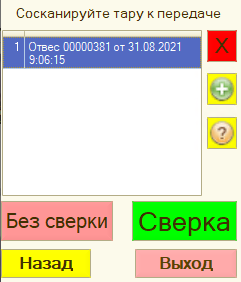 Сосканируйте тару к передаче
1 Отвес 00000381 от 31.08.2021
9:06:15
X
?
Без сверки
Сверка
Назад
Выход